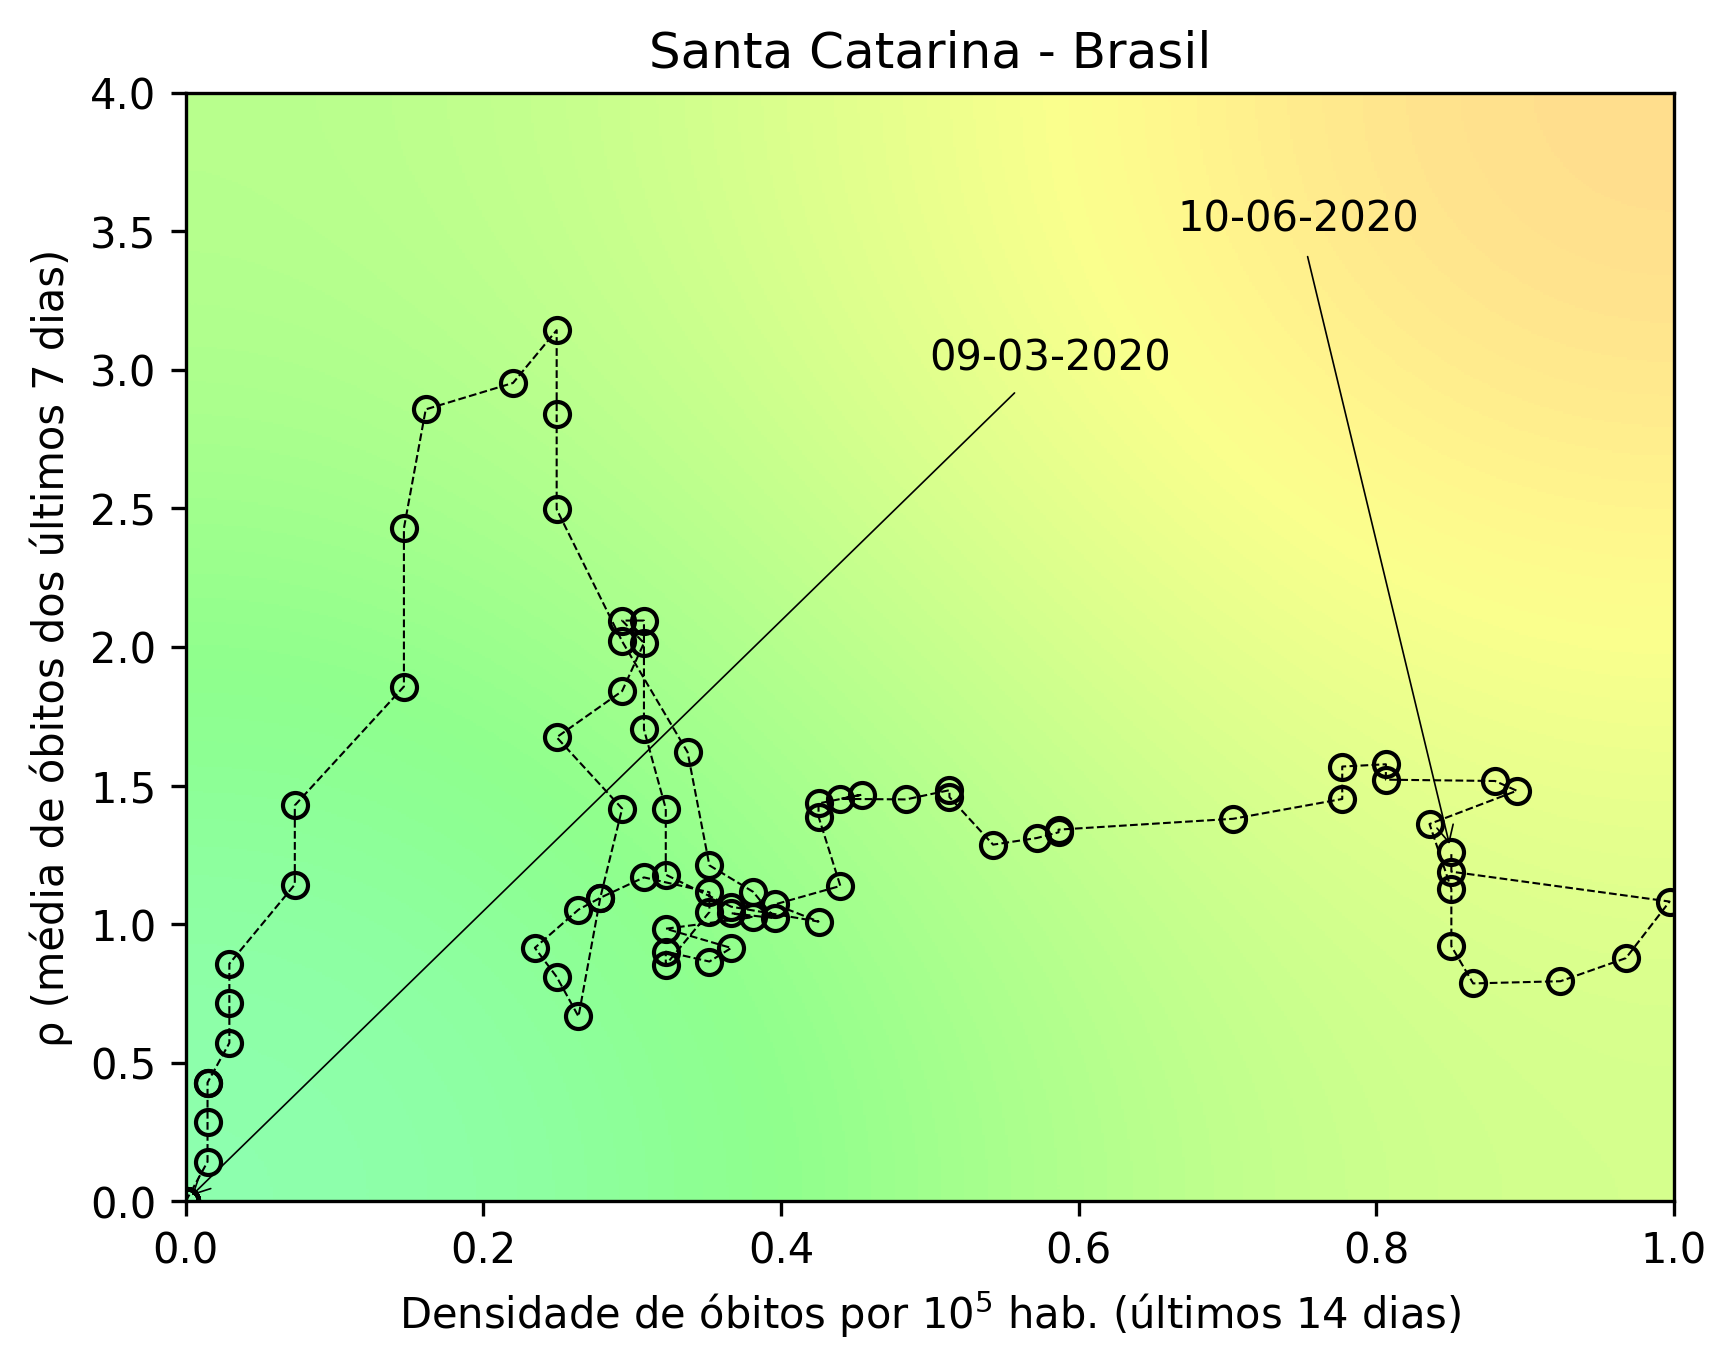 Santa Catarina - Brasil
4.0
3.5
3.0
2.5
2.0
1.5
1.0
0.5
0.0
ρ (média de óbitos dos últimos 7 dias)
10-06-2020
09-03-2020
0.0 0.2 0.4 0.6 0.8 1.0
Densidade de óbitos por 10⁵ hab. (últimos 14 dias)